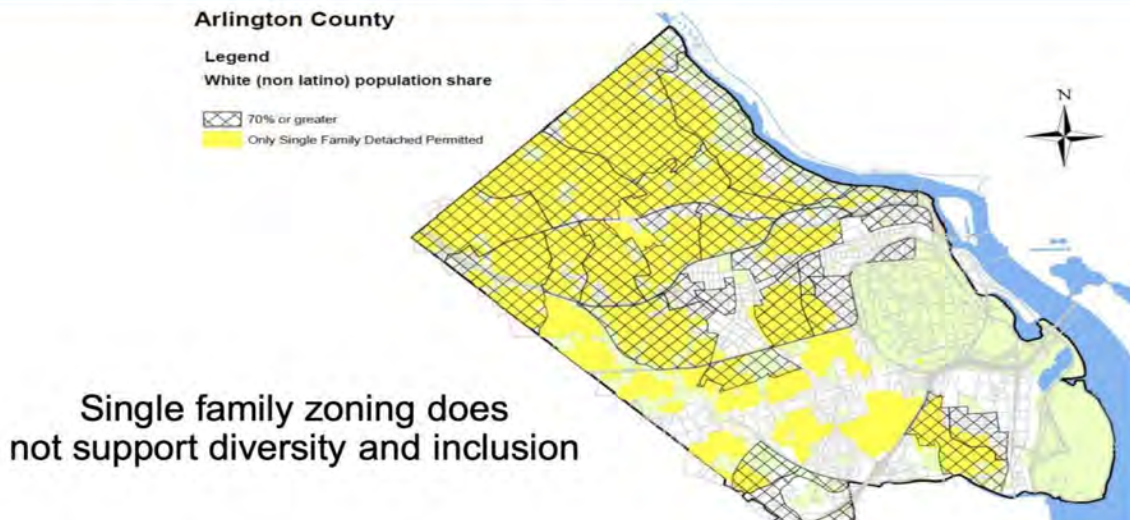 Arlington County
Legend
White (non latino) population share
70% or greater
Only Single Family Detached Permitted
N
Single family zoning does
not support diversity and inclusion